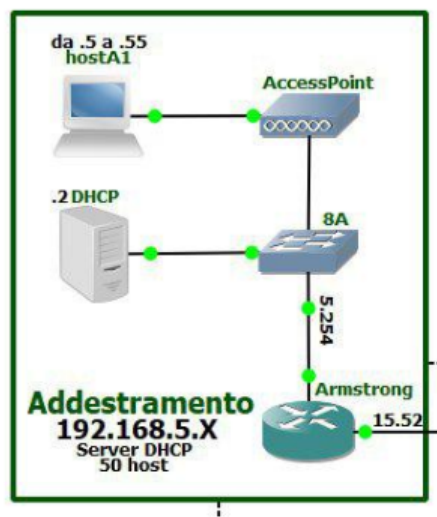 da .5 a .55
hostA1
AccessPoint
.2 DHCP
8A
5.254
Armstrong
15.52
Addestramento
192.168.5.X
Server DHCP
50 host